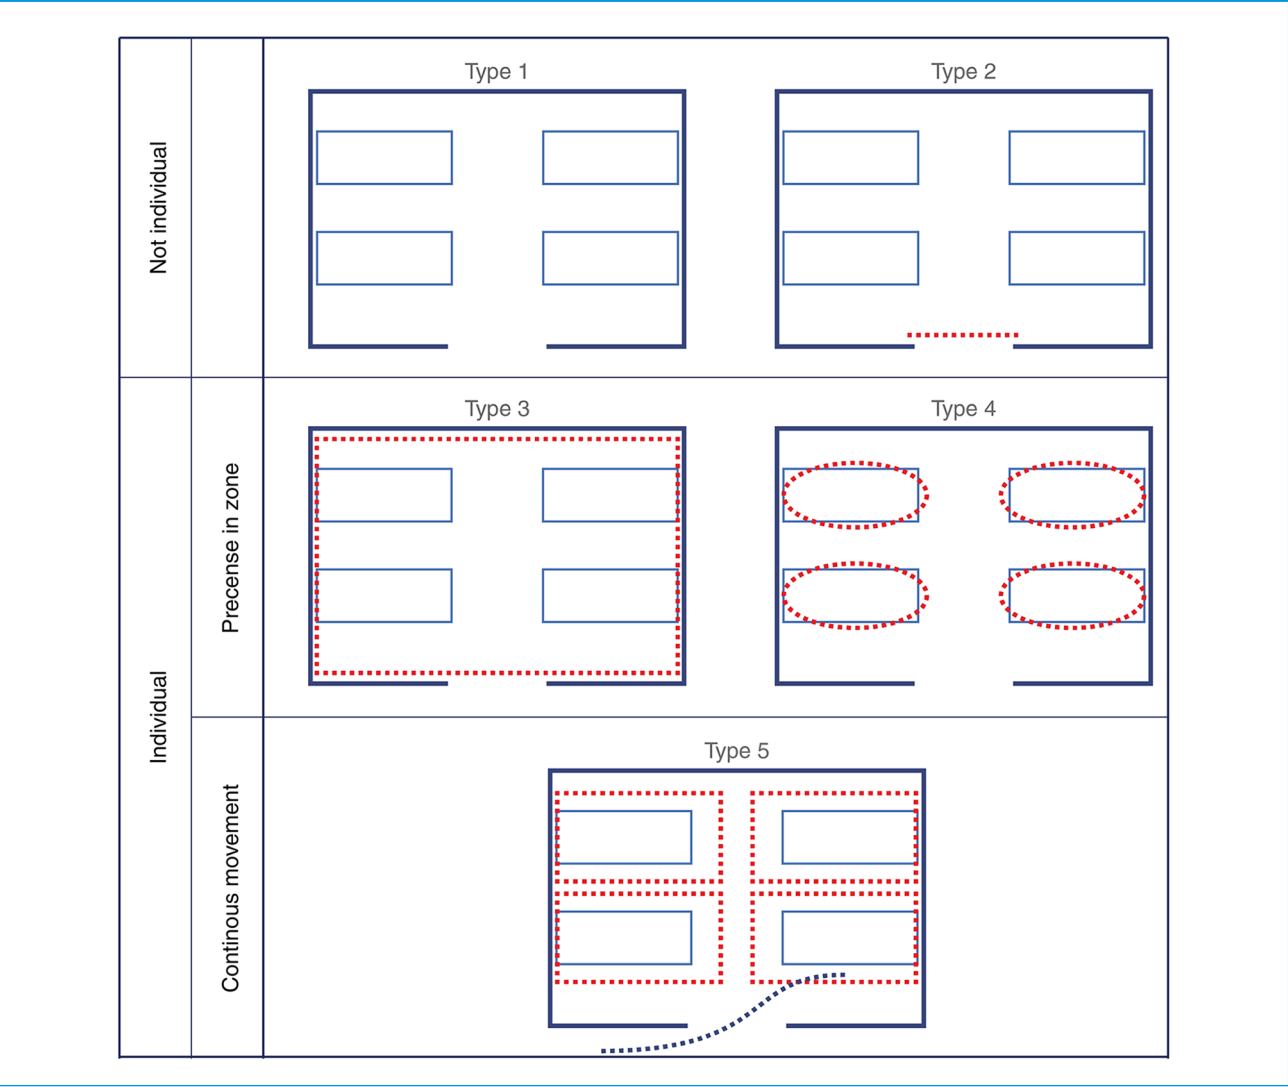 Type 1
Type 2
Not individual
Type 3
Type 4
Precense in zone
Individual
Type 5
Continous movement